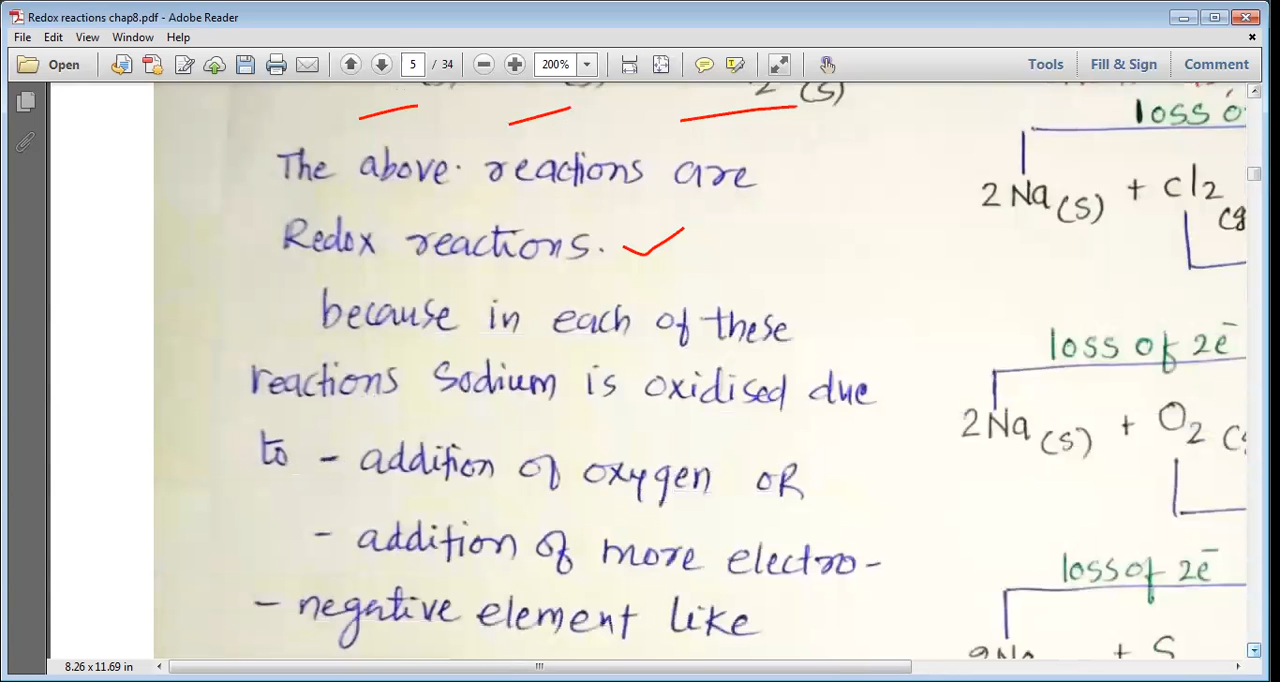 Redox reactions chap8.pdf - Adobe Reader
File Edit View Window Help
Open 5 / 34 200% Tools Fill & Sign Comment
2 (S)
The above reactions are
Redox reactions.
because in each of these
reactions Sodium is oxidised due
to - addition of oxygen OR
- addition of more electro-
- negative element like
loss o
2Na (S) + Cl2
(g
loss of 2e⁻
2Na (S) + O2 (
loss of 2e⁻
2Na + S
8.26 x 11.69 in